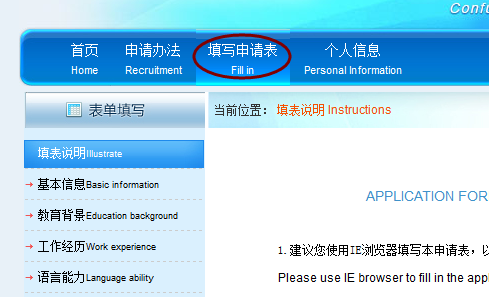 Confu
首页 申请办法 填写申请表 个人信息
Home Recruitment Fill in Personal Information
表单填写
当前位置： 填表说明 Instructions
填表说明Illustrate
基本信息Basic information
教育背景Education background
工作经历Work experience
语言能力Language ability
APPLICATION FOR
1. 建议您使用IE浏览器填写本申请表，以
Please use IE browser to fill in the appl